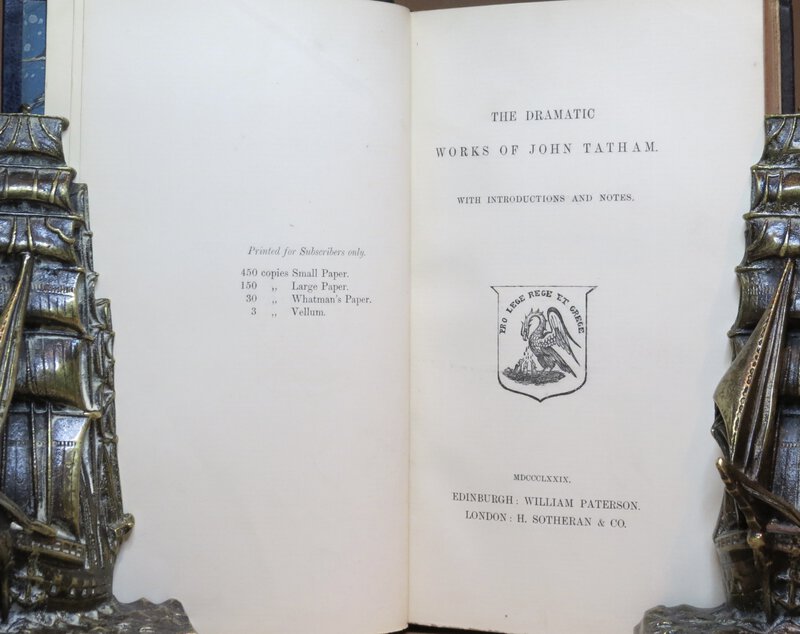 Printed for Subscribers only.
450 copies Small Paper.
150 ,, Large Paper.
30 ,, Whatman's Paper.
3 ,, Vellum.
THE DRAMATIC
WORKS OF JOHN TATHAM.
WITH INTRODUCTIONS AND NOTES.
PRO LEGE REGE ET GREGE
MDCCCLXXIX.
EDINBURGH: WILLIAM PATERSON.
LONDON: H. SOTHERAN & CO.